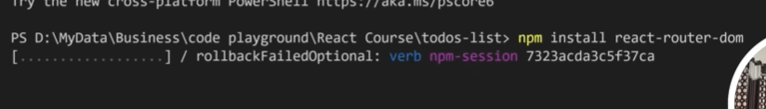 Try the new cross-platform PowerShell https://aka.ms/pscore6
PS D:\MyData\Business\code playground\React Course\todos-list> npm install react-router-dom
[..................] / rollbackFailedOptional: verb npm-session 7323acda3c5f37ca